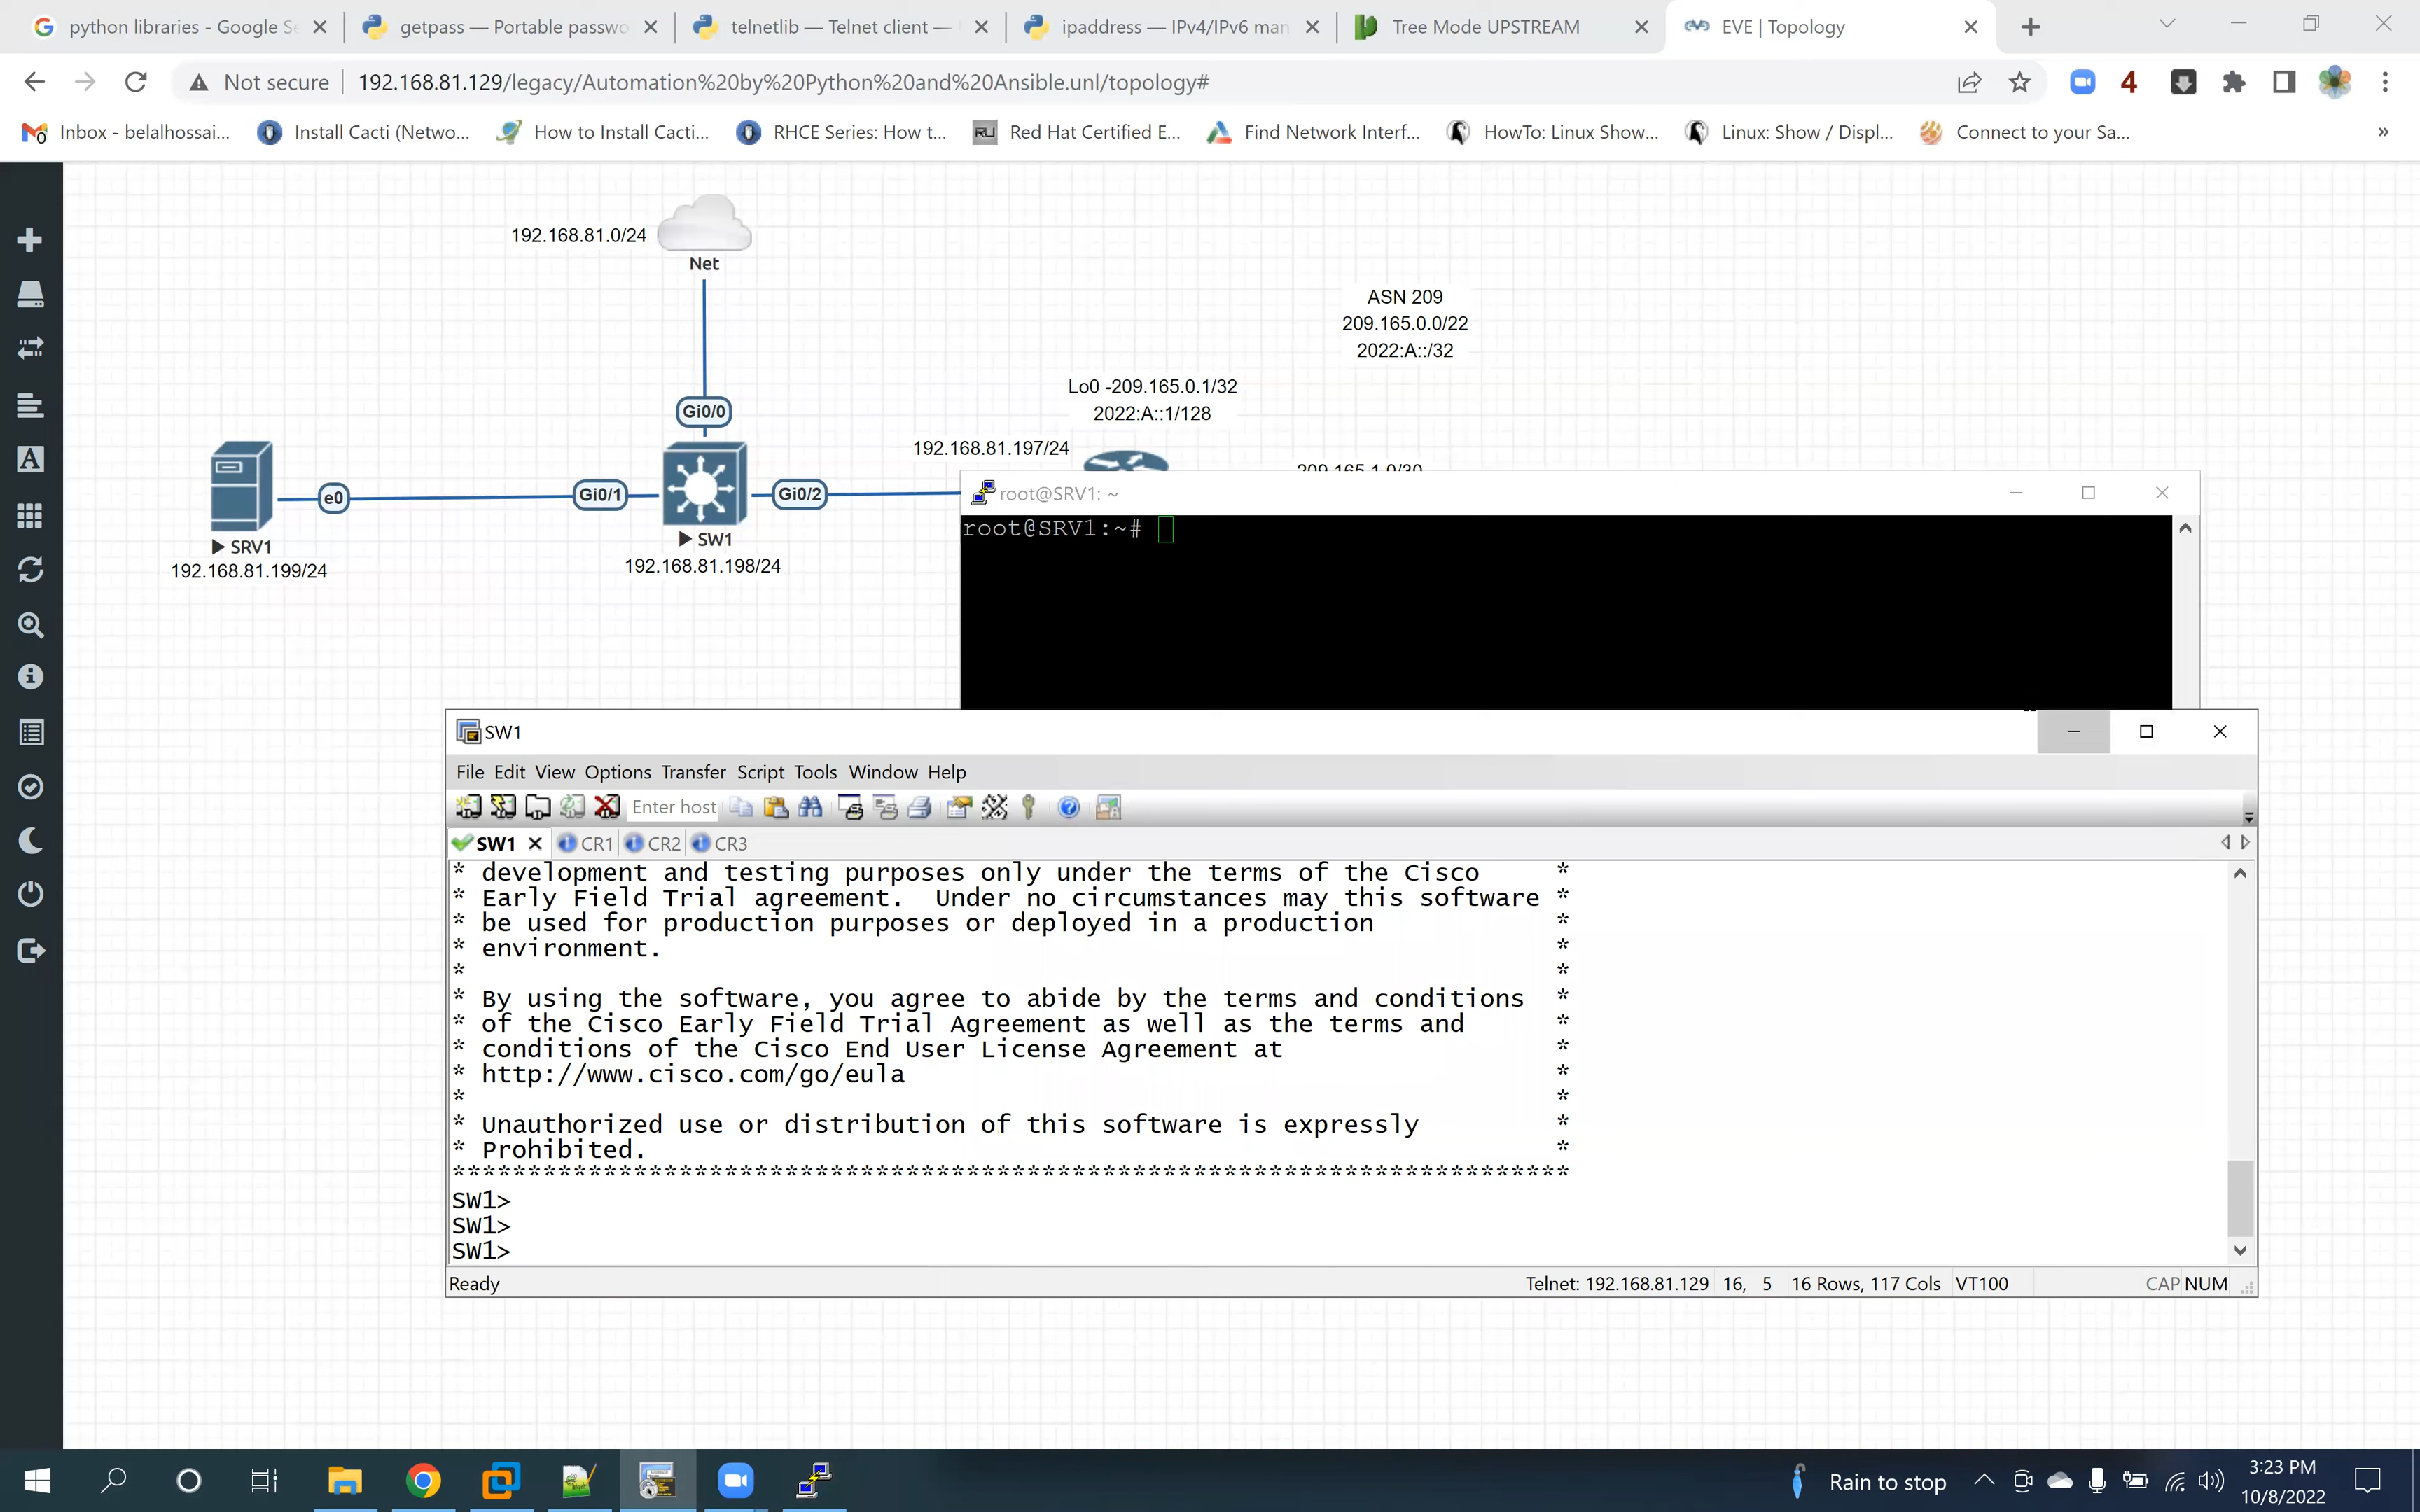 python libraries - Google Se
getpass — Portable passwo
telnetlib — Telnet client —
ipaddress — IPv4/IPv6 man
Tree Mode UPSTREAM
EVE | Topology
Not secure
192.168.81.129/legacy/Automation%20by%20Python%20and%20Ansible.unl/topology#
4
Inbox - belalhossai...
Install Cacti (Netwo...
How to Install Cacti...
RHCE Series: How t...
RU
Red Hat Certified E...
Find Network Interf...
HowTo: Linux Show...
Linux: Show / Displ...
Connect to your Sa...
»
192.168.81.0/24
Net
ASN 209
209.165.0.0/22
2022:A::/32
Lo0 -209.165.0.1/32
2022:A::1/128
Gi0/0
192.168.81.197/24
209.165.1.0/30
e0
Gi0/1
Gi0/2
SRV1
192.168.81.199/24
SW1
192.168.81.198/24
root@SRV1: ~
root@SRV1:~#
SW1
File Edit View Options Transfer Script Tools Window Help
Enter host
SW1
CR1
CR2
CR3
* development and testing purposes only under the terms of the Cisco *
* Early Field Trial agreement.  Under no circumstances may this software *
* be used for production purposes or deployed in a production *
* environment. *
* *
* By using the software, you agree to abide by the terms and conditions *
* of the Cisco Early Field Trial Agreement as well as the terms and *
* conditions of the Cisco End User License Agreement at *
* http://www.cisco.com/go/eula *
* *
* Unauthorized use or distribution of this software is expressly *
* Prohibited. *
**************************************************************************
SW1>
SW1>
SW1>
Ready
Telnet: 192.168.81.129
16, 5
16 Rows, 117 Cols
VT100
CAP NUM
Rain to stop
3:23 PM
10/8/2022